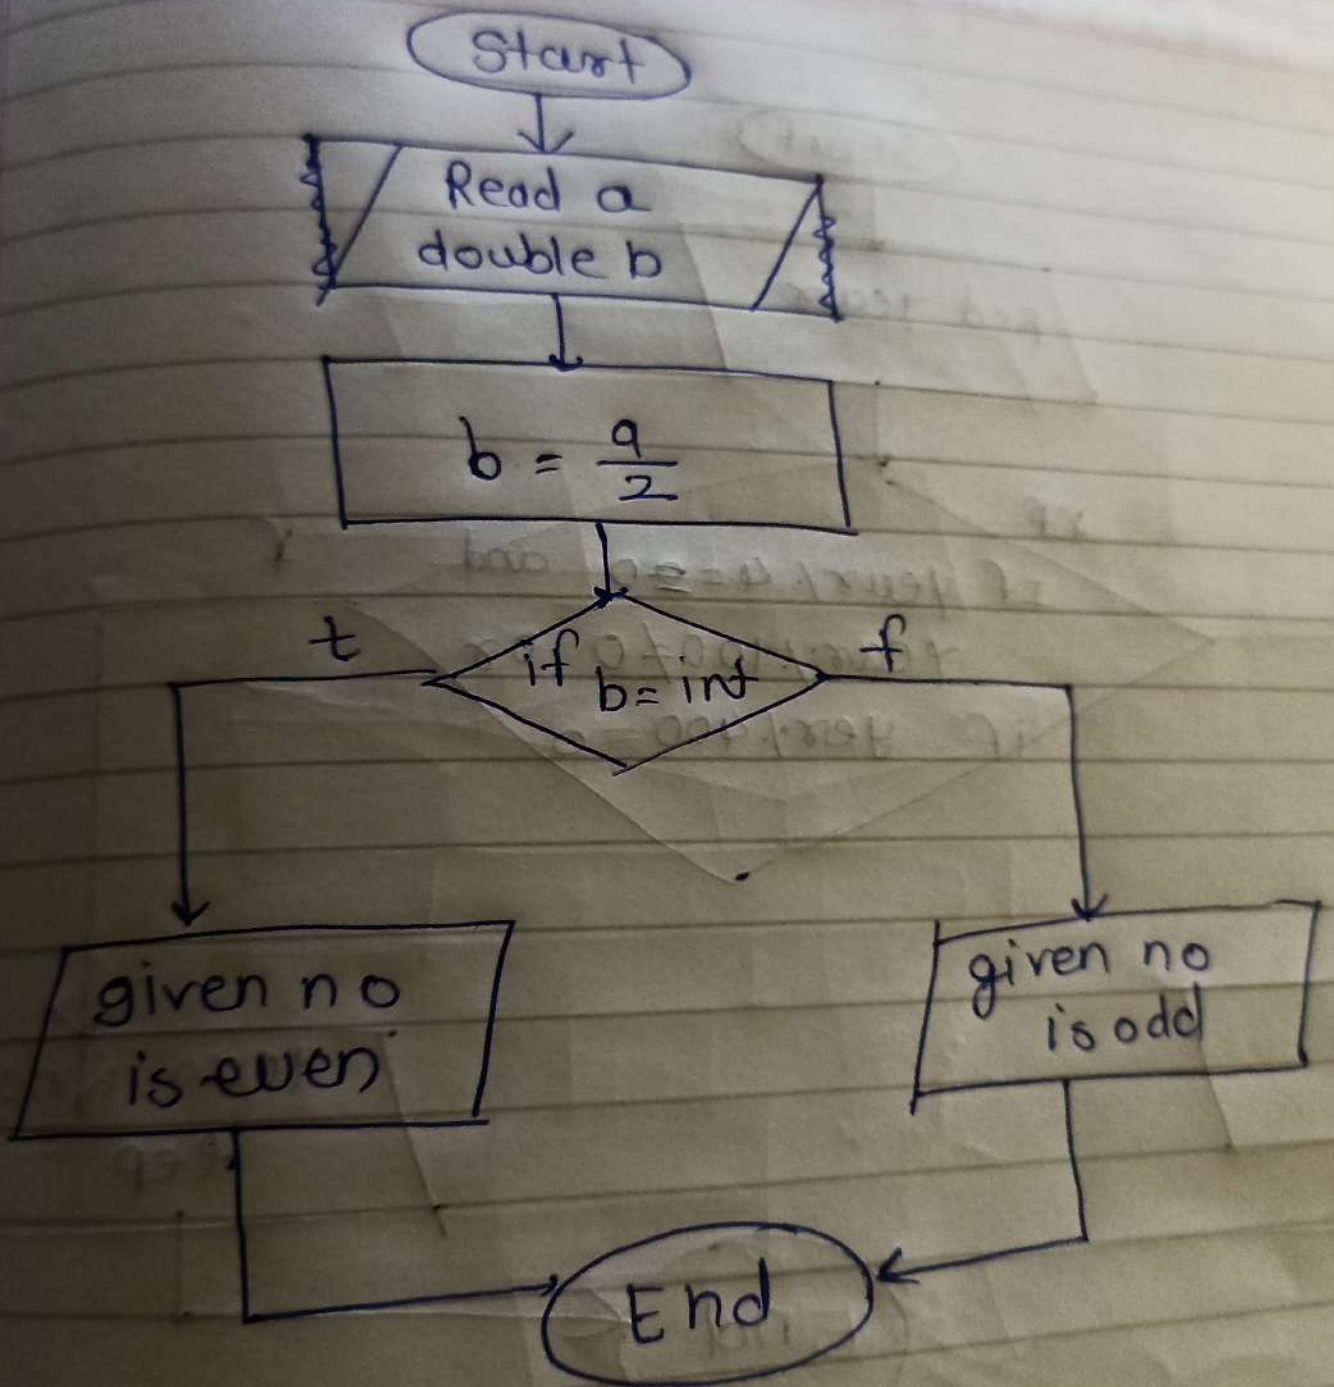 Start
Read a
double b
b = a/2
t
if b = int
f
given no
is even
given no
is odd
End